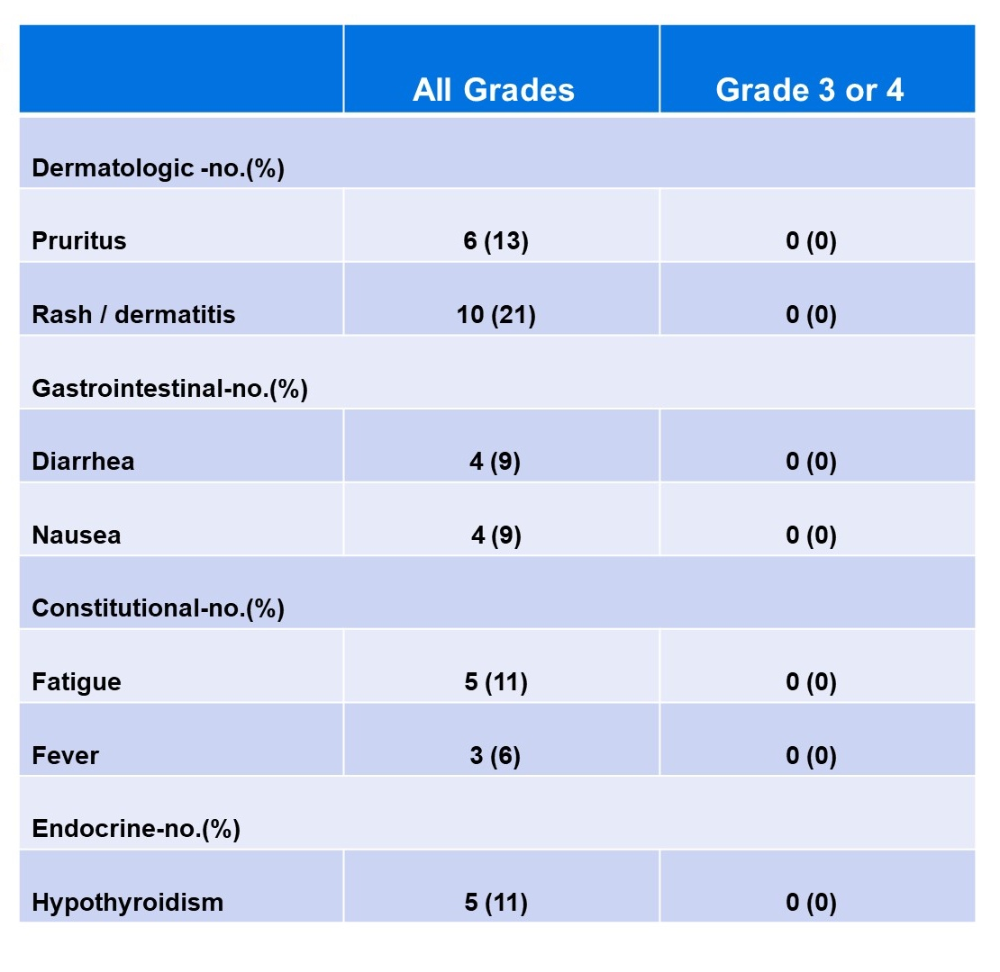 All Grades Grade 3 or 4
Dermatologic -no.(%)
Pruritus 6 (13) 0 (0)
Rash / dermatitis 10 (21) 0 (0)
Gastrointestinal-no.(%)
Diarrhea 4 (9) 0 (0)
Nausea 4 (9) 0 (0)
Constitutional-no.(%)
Fatigue 5 (11) 0 (0)
Fever 3 (6) 0 (0)
Endocrine-no.(%)
Hypothyroidism 5 (11) 0 (0)